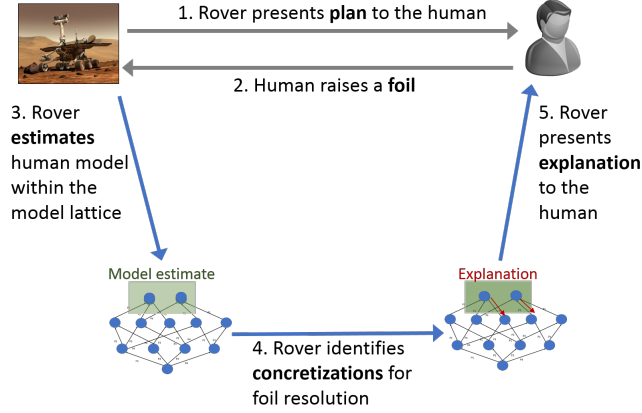 1. Rover presents plan to the human
2. Human raises a foil
3. Rover
estimates
human model
within the
model lattice
5. Rover
presents
explanation
to the
human
Model estimate
Explanation
4. Rover identifies
concretizations for
foil resolution